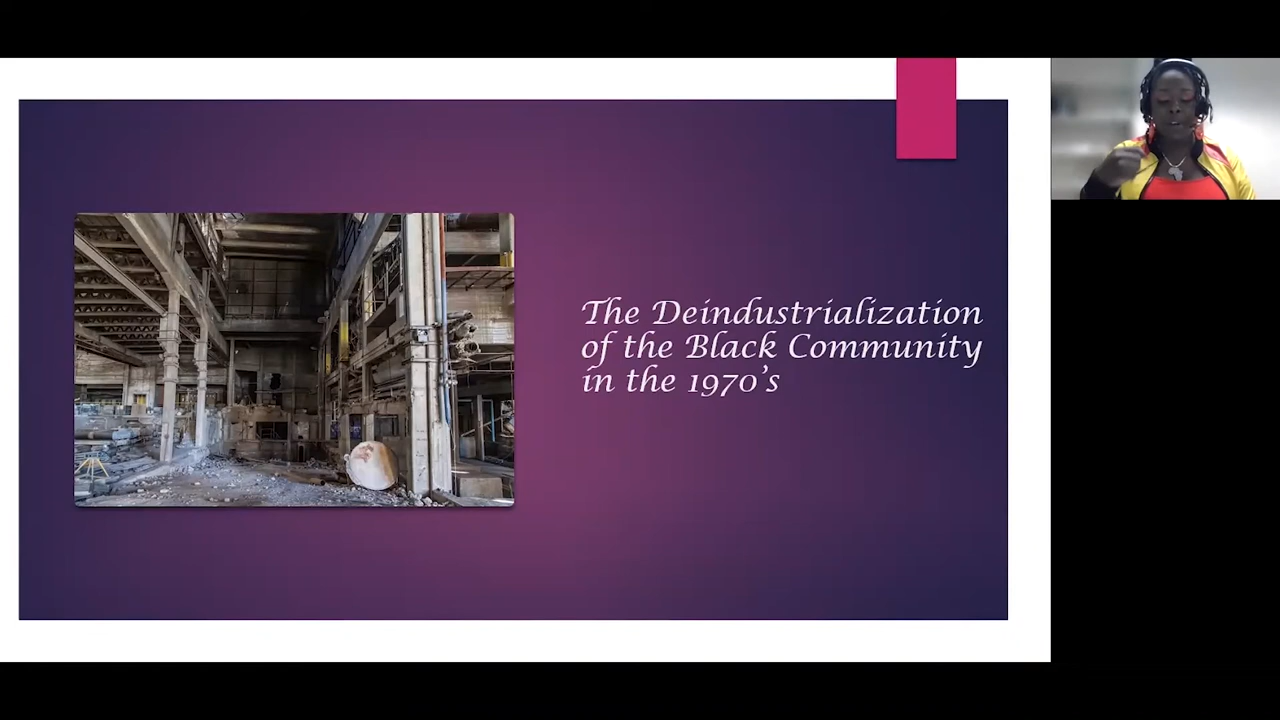 The Deindustrialization
of the Black Community
in the 1970's